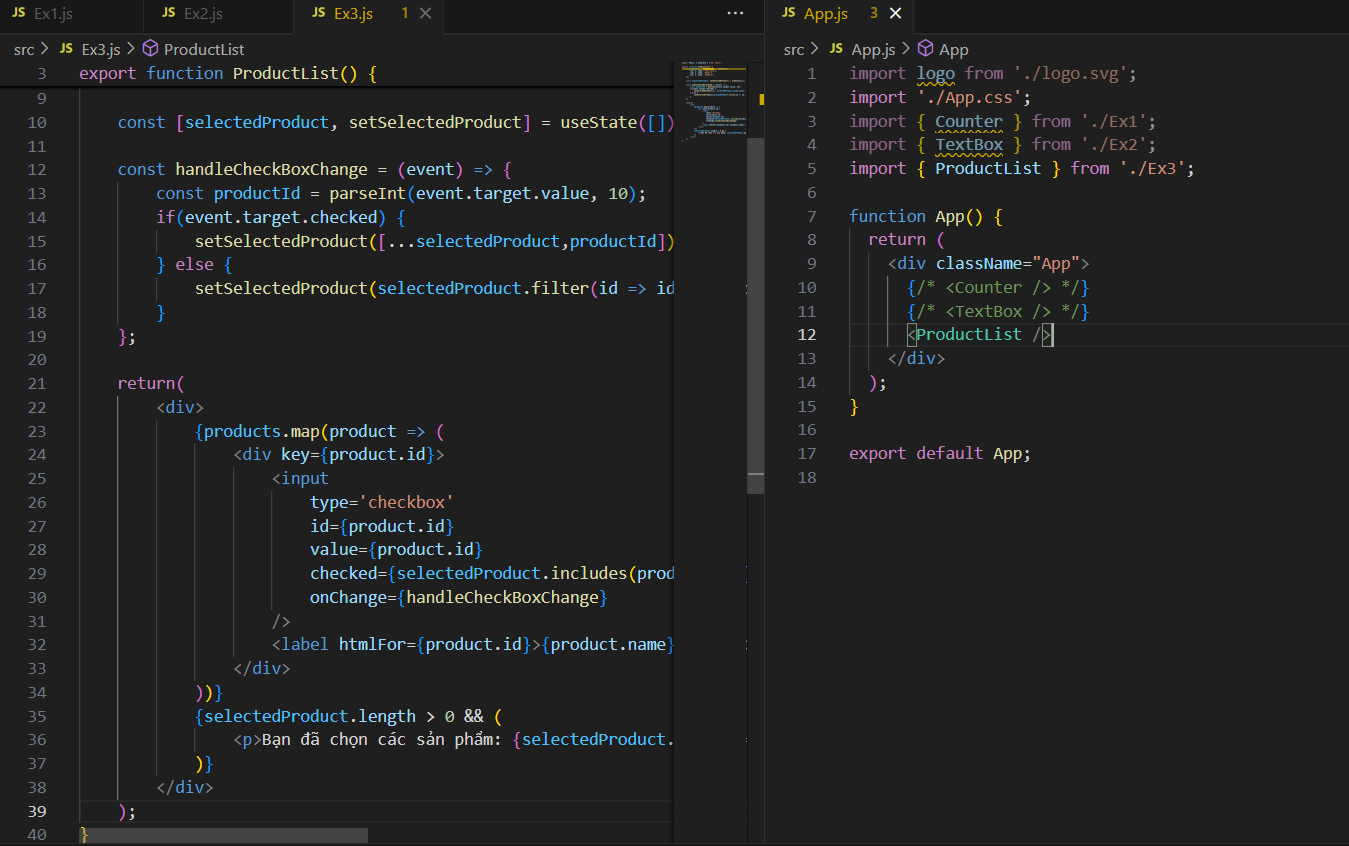 JS Ex1.js JS Ex2.js JS Ex3.js 1 ···
src > JS Ex3.js > ProductList
3 export function ProductList() {
9
10 const [selectedProduct, setSelectedProduct] = useState([])
11
12 const handleCheckBoxChange = (event) => {
13 const productId = parseInt(event.target.value, 10);
14 if(event.target.checked) {
15 setSelectedProduct([...selectedProduct,productId])
16 } else {
17 setSelectedProduct(selectedProduct.filter(id => id
18 }
19 };
20
21 return(
22 <div>
23 {products.map(product => (
24 <div key={product.id}>
25 <input
26 type='checkbox'
27 id={product.id}
28 value={product.id}
29 checked={selectedProduct.includes(prod
30 onChange={handleCheckBoxChange}
31 />
32 <label htmlFor={product.id}>{product.name}
33 </div>
34 ))}
35 {selectedProduct.length > 0 && (
36 <p>Bạn đã chọn các sản phẩm: {selectedProduct.
37 )}
38 </div>
39 );
40 }
JS App.js 3
src > JS App.js > App
1 import logo from './logo.svg';
2 import './App.css';
3 import { Counter } from './Ex1';
4 import { TextBox } from './Ex2';
5 import { ProductList } from './Ex3';
6
7 function App() {
8 return (
9 <div className="App">
10 {/* <Counter /> */}
11 {/* <TextBox /> */}
12 <ProductList />
13 </div>
14 );
15 }
16
17 export default App;
18